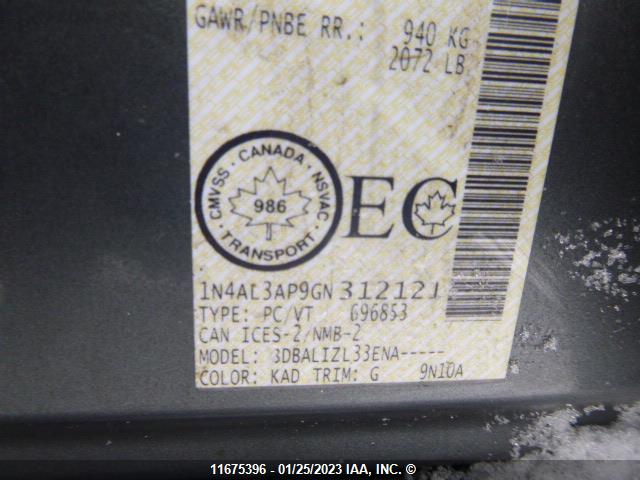 GAWR/PNBE RR.: 940 KG
2072 LB
CMVSS · CANADA · NSVAC
986
· TRANSPORT ·
EC
1N4AL3AP9GN312121
TYPE: PC/VT 696853
CAN ICES-2/NMB-2
MODEL: 3DBALIZL33ENA-----
COLOR: KAD TRIM: G 9N10A
11675396 - 01/25/2023 IAA, INC. ©